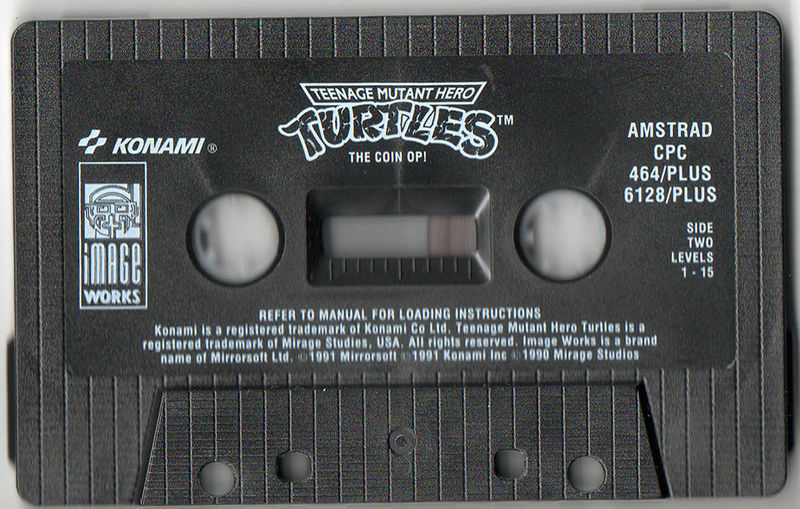 TEENAGE MUTANT HERO
TURTLES™
THE COIN OP!
KONAMI®
AMSTRAD
CPC
464/PLUS
6128/PLUS
SIDE
TWO
LEVELS
1 - 15
iMAGE
WORKS
REFER TO MANUAL FOR LOADING INSTRUCTIONS
Konami is a registered trademark of Konami Co Ltd. Teenage Mutant Hero Turtles is a
registered trademark of Mirage Studies, USA. All rights reserved. Image Works is a brand
name of Mirrorsoft Ltd. ©1991 Mirrorsoft ©1991 Konami Inc ©1990 Mirage Studios